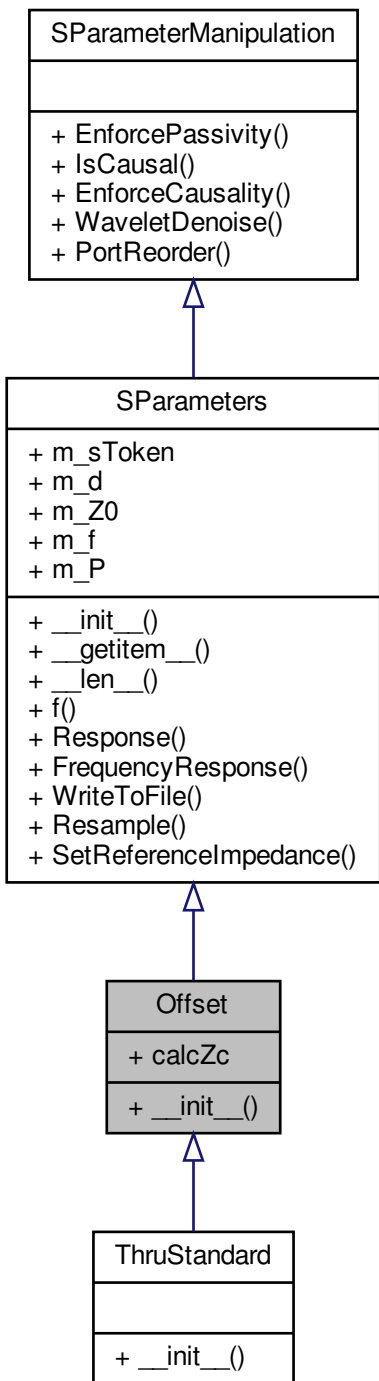 SParameterManipulation
+ EnforcePassivity()
+ IsCausal()
+ EnforceCausality()
+ WaveletDenoise()
+ PortReorder()
SParameters
+ m_sToken
+ m_d
+ m_Z0
+ m_f
+ m_P
+ __init__()
+ __getitem__()
+ __len__()
+ f()
+ Response()
+ FrequencyResponse()
+ WriteToFile()
+ Resample()
+ SetReferenceImpedance()
Offset
+ calcZc
+ __init__()
ThruStandard
+ __init__()